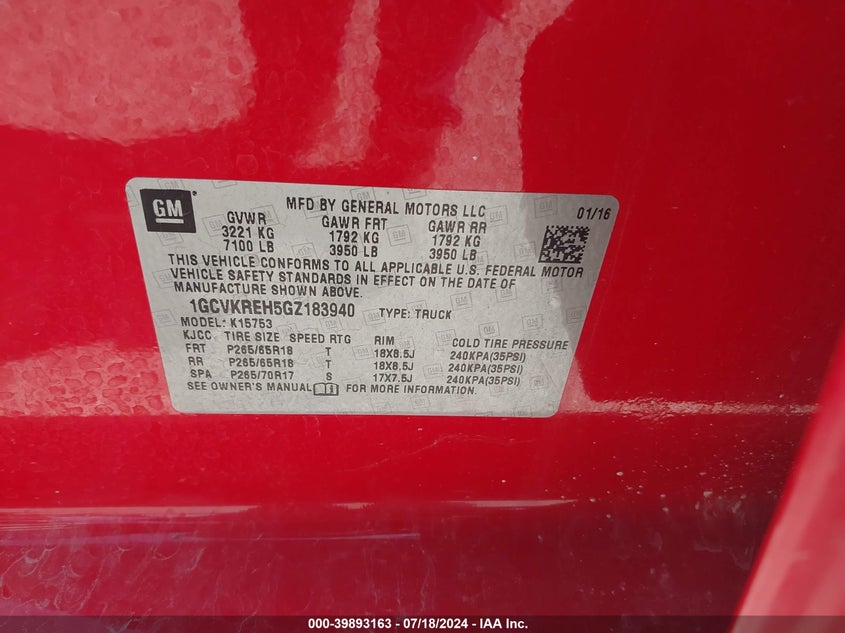 GM
MFD BY GENERAL MOTORS LLC
01/16
GVWR GAWR FRT GAWR RR
3221 KG 1792 KG 1792 KG
7100 LB 3950 LB 3950 LB
THIS VEHICLE CONFORMS TO ALL APPLICABLE U.S. FEDERAL MOTOR
VEHICLE SAFETY STANDARDS IN EFFECT ON THE DATE OF
MANUFACTURE SHOWN ABOVE.
1GCVKREH5GZ183940 TYPE: TRUCK
MODEL: K15753
KJCC TIRE SIZE SPEED RTG RIM COLD TIRE PRESSURE
FRT P265/65R18 T 18X8.5J 240KPA(35PSI)
RR P265/65R18 T 18X8.5J 240KPA(35PSI)
SPA P265/70R17 S 17X7.5J 240KPA(35PSI)
SEE OWNER'S MANUAL FOR MORE INFORMATION.
000-39893163 - 07/18/2024 - IAA Inc.